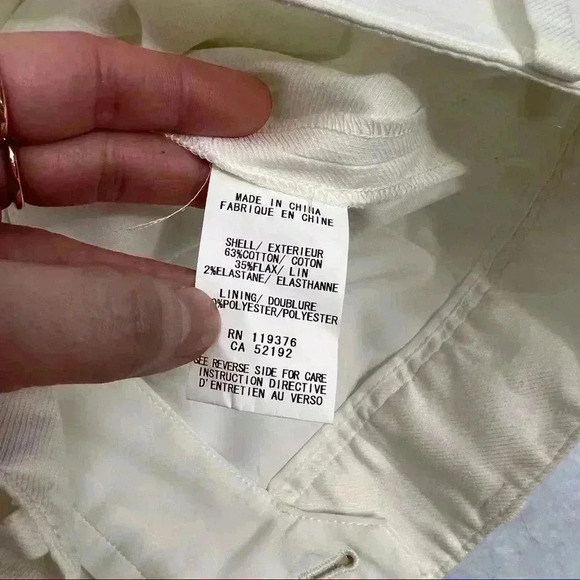 MADE IN CHINA
FABRIQUE EN CHINE
SHELL/ EXTERIEUR
63%COTTON/ COTON
35%FLAX/ LIN
2%ELASTANE/ ELASTHANNE
LINING/ DOUBLURE
0%POLYESTER/POLYESTER
RN 119376
CA 52192
SEE REVERSE SIDE FOR CARE
INSTRUCTION DIRECTIVE
D'ENTRETIEN AU VERSO